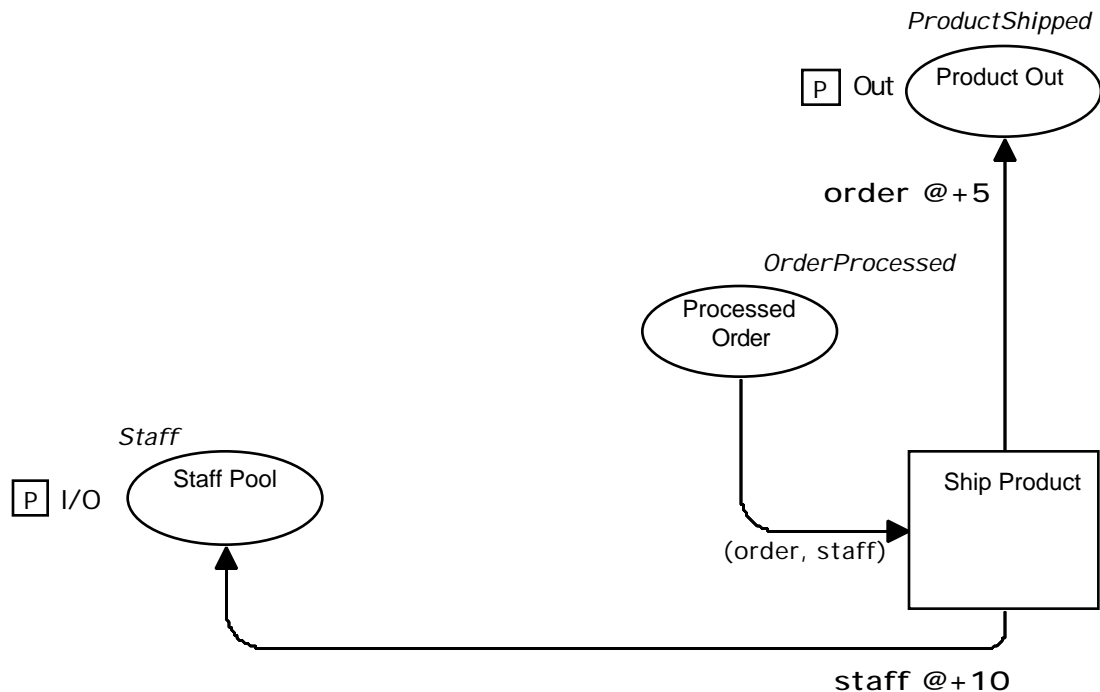 ProductShipped
P Out
Product Out
order @+5
OrderProcessed
Processed
Order
Staff
P I/O
Staff Pool
Ship Product
(order, staff)
staff @+10